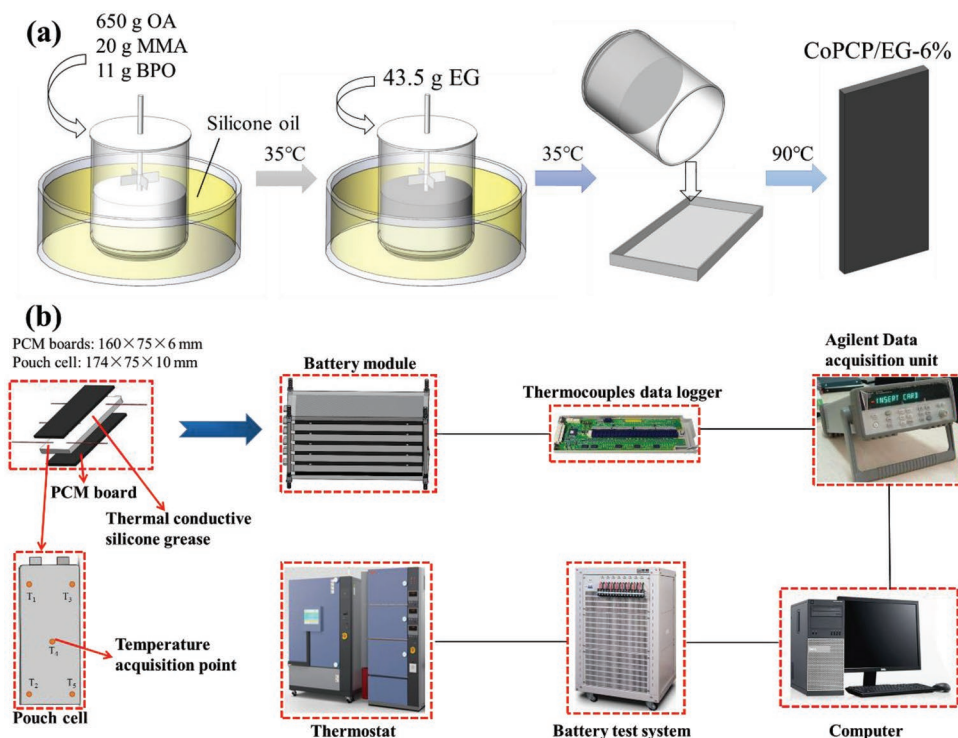 (a)
650 g OA
20 g MMA
11 g BPO
Silicone oil
35°C
43.5 g EG
35°C
90°C
CoPCP/EG-6%
(b)
PCM boards: 160×75×6 mm
Pouch cell: 174×75×10 mm
PCM board
Thermal conductive
silicone grease
Battery module
Thermocouples data logger
Agilent Data
acquisition unit
INSERT CARD
T1
T3
T4
T2
T5
Temperature
acquisition point
Pouch cell
Thermostat
Battery test system
Computer